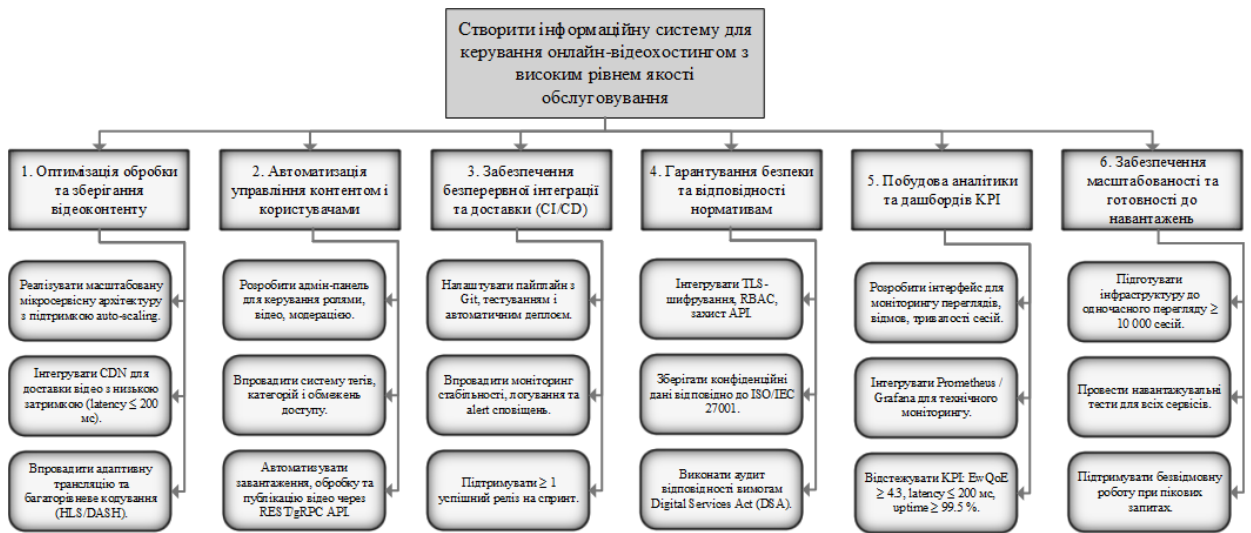 Створити інформаційну систему для
керування онлайн-відеохостингом з
високим рівнем якості
обслуговування
1. Оптимізація обробки
та зберігання
відеоконтенту
Реалізувати масштабовану
мікросервісну архітектуру
з підтримкою auto-scaling.
Інтегрувати CDN для
доставки відео з низькою
затримкою (latency ≤ 200
мс).
Впровадити адаптивну
трансляцію та
багаторівневе кодування
(HLS/DASH).
2. Автоматизація
управління контентом і
користувачами
Розробити адмін-панель
для керування ролями,
відео, модерацією.
Впровадити систему тегів,
категорій і обмежень
доступу.
Автоматизувати
завантаження, обробку та
публікацію відео через
REST/gRPC API.
3. Забезпечення
безперервної інтеграції
та доставки (CI/CD)
Налаштувати пайплайн з
Git, тестуванням і
автоматичним деплоєм.
Впровадити моніторинг
стабільності, логування та
alert сповіщень.
Підтримувати ≥ 1
успішний реліз на спринт.
4. Гарантування безпеки
та відповідності
нормативам
Інтегрувати TLS-
шифрування, RBAC,
захист API.
Зберігати конфіденційні
дані відповідно до ISO/IEC
27001.
Виконати аудит
відповідності вимогам
Digital Services Act (DSA).
5. Побудова аналітики
та дашбордів KPI
Розробити інтерфейс для
моніторингу переглядів,
відмов, тривалості сесій.
Інтегрувати Prometheus /
Grafana для технічного
моніторингу.
Відстежувати KPI: EwQoE
≥ 4.3, latency ≤ 200 мс,
uptime ≥ 99.5 %.
6. Забезпечення
масштабованості та
готовності до
навантажень
Підготувати
інфраструктуру до
одночасного перегляду ≥
10 000 сесій.
Провести навантажувальні
тести для всіх сервісів.
Підтримувати безвідмовну
роботу при пікових
запитах.